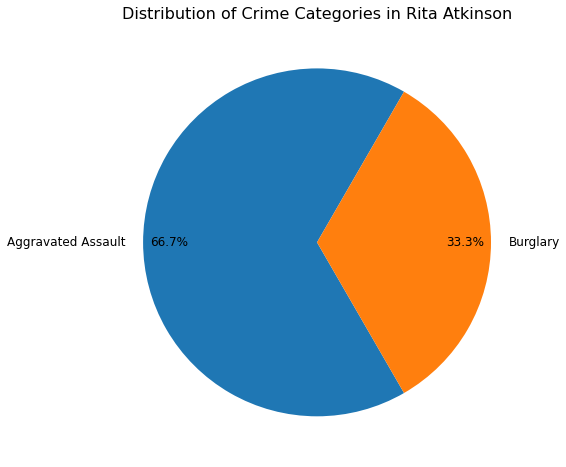 Distribution of Crime Categories in Rita Atkinson
Aggravated Assault
66.7%
33.3%
Burglary